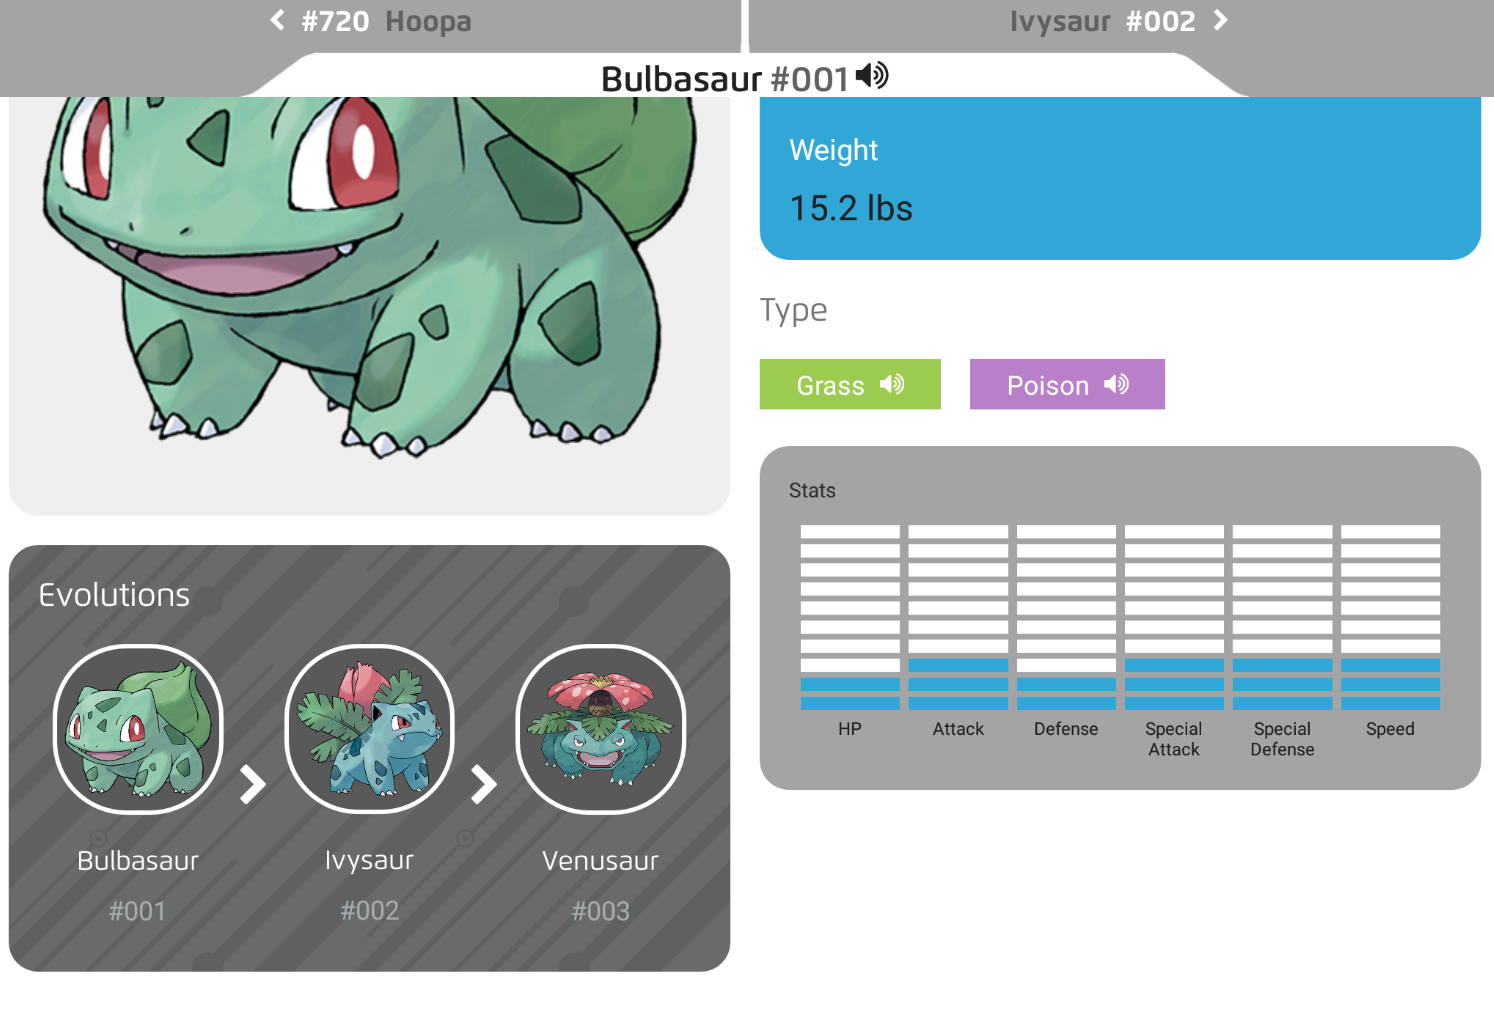 #720 Hoopa
Ivysaur #002
Bulbasaur #001
Weight
15.2 lbs
Type
Grass
Poison
Stats
HP
Attack
Defense
Special
Attack
Special
Defense
Speed
Evolutions
Bulbasaur
#001
Ivysaur
#002
Venusaur
#003